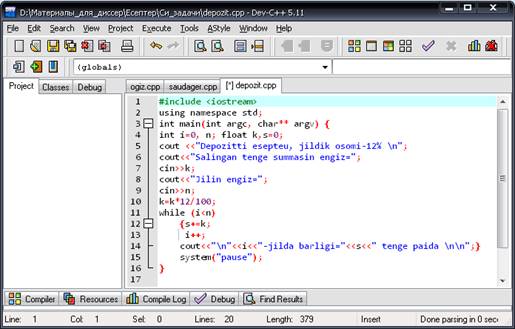 D:\Материалы_для_диссер\Есептер\Си_задачи\depozit.cpp - Dev-C++ 5.11
File Edit Search View Project Execute Tools AStyle Window Help
(globals)
Project Classes Debug
ogiz.cpp saudager.cpp [*] depozit.cpp
1 #include <iostream>
2 using namespace std;
3 int main(int argc, char** argv) {
4 int i=0, n; float k,s=0;
5 cout <<"Depozitti esepteu, jildik osomi-12% \n";
6 cout<<"Salingan tenge summasin engiz=";
7 cin>>k;
8 cout<<"Jilin engiz=";
9 cin>>n;
10 k=k*12/100;
11 while (i<n)
12 {s+=k;
13 i++;
14 cout<<"\n"<<i<<"-jilda barligi="<<s<<" tenge paida \n\n";}
15 system("pause");
16 }
17
Compiler Resources Compile Log Debug Find Results
Line: 1 Col: 1 Sel: 0 Lines: 20 Length: 379 Insert Done parsing in 0 seco